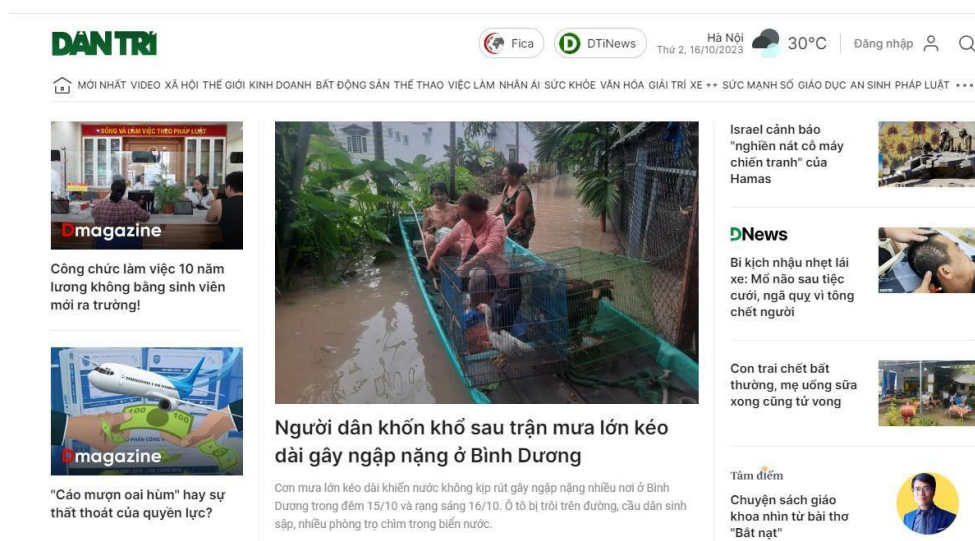 DÂN TRÍ
Fica
DTiNews
Hà Nội
Thứ 2, 16/10/2023
30°C
Đăng nhập
MỚI NHẤT VIDEO XÃ HỘI THẾ GIỚI KINH DOANH BẤT ĐỘNG SẢN THỂ THAO VIỆC LÀM NHÂN ÁI SỨC KHỎE VĂN HÓA GIẢI TRÍ XE ++ SỨC MẠNH SỐ GIÁO DỤC AN SINH PHÁP LUẬT •••
SỐNG VÀ LÀM VIỆC THEO PHÁP LUẬT
Dmagazine
Công chức làm việc 10 năm
lương không bằng sinh viên
mới ra trường!
100
100
Dmagazine
"Cáo mượn oai hùm" hay sự
thất thoát của quyền lực?
Người dân khốn khổ sau trận mưa lớn kéo
dài gây ngập nặng ở Bình Dương
Cơn mưa lớn kéo dài khiến nước không kịp rút gây ngập nặng nhiều nơi ở Bình
Dương trong đêm 15/10 và rạng sáng 16/10. Ô tô bị trôi trên đường, cầu dân sinh
sập, nhiều phòng trọ chìm trong biển nước.
Israel cảnh báo
"nghiền nát cỗ máy
chiến tranh" của
Hamas
DNews
Bi kịch nhậu nhẹt lái
xe: Mổ não sau tiệc
cưới, ngã quỵ vì tông
chết người
Con trai chết bất
thường, mẹ uống sữa
xong cũng tử vong
Tâm điểm
Chuyện sách giáo
khoa nhìn từ bài thơ
"Bắt nạt"